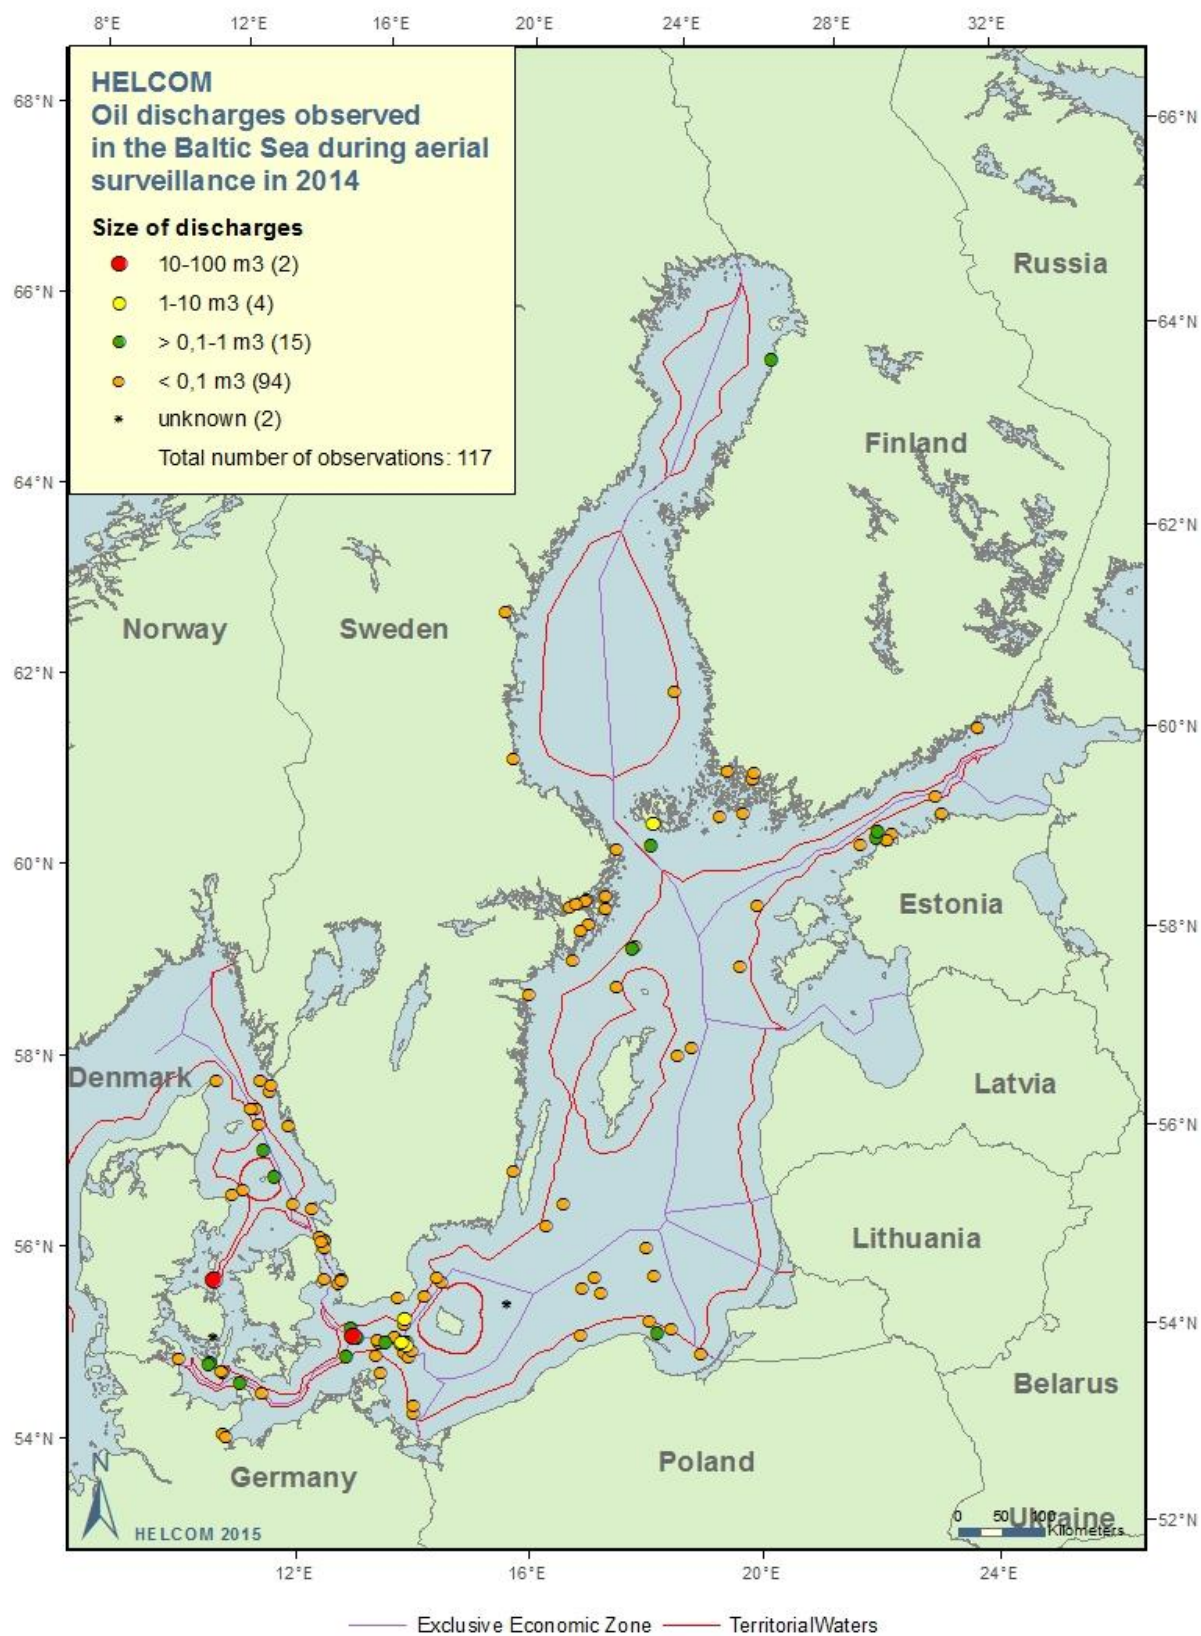 8°E 12°E 16°E 20°E 24°E 28°E 32°E
HELCOM
Oil discharges observed
in the Baltic Sea during aerial
surveillance in 2014
Size of discharges
10-100 m3 (2)
1-10 m3 (4)
> 0,1-1 m3 (15)
< 0,1 m3 (94)
* unknown (2)
Total number of observations: 117
68°N
66°N
66°N
Russia
64°N
Finland
64°N
62°N
Norway
Sweden
62°N
60°N
60°N
Estonia
58°N
58°N
Denmark
Latvia
56°N
Lithuania
56°N
54°N
Belarus
54°N
Poland
Germany
N
52°N
Ukraine
0 50 100
Kilometers
HELCOM 2015
12°E 16°E 20°E 24°E
Exclusive Economic Zone TerritorialWaters